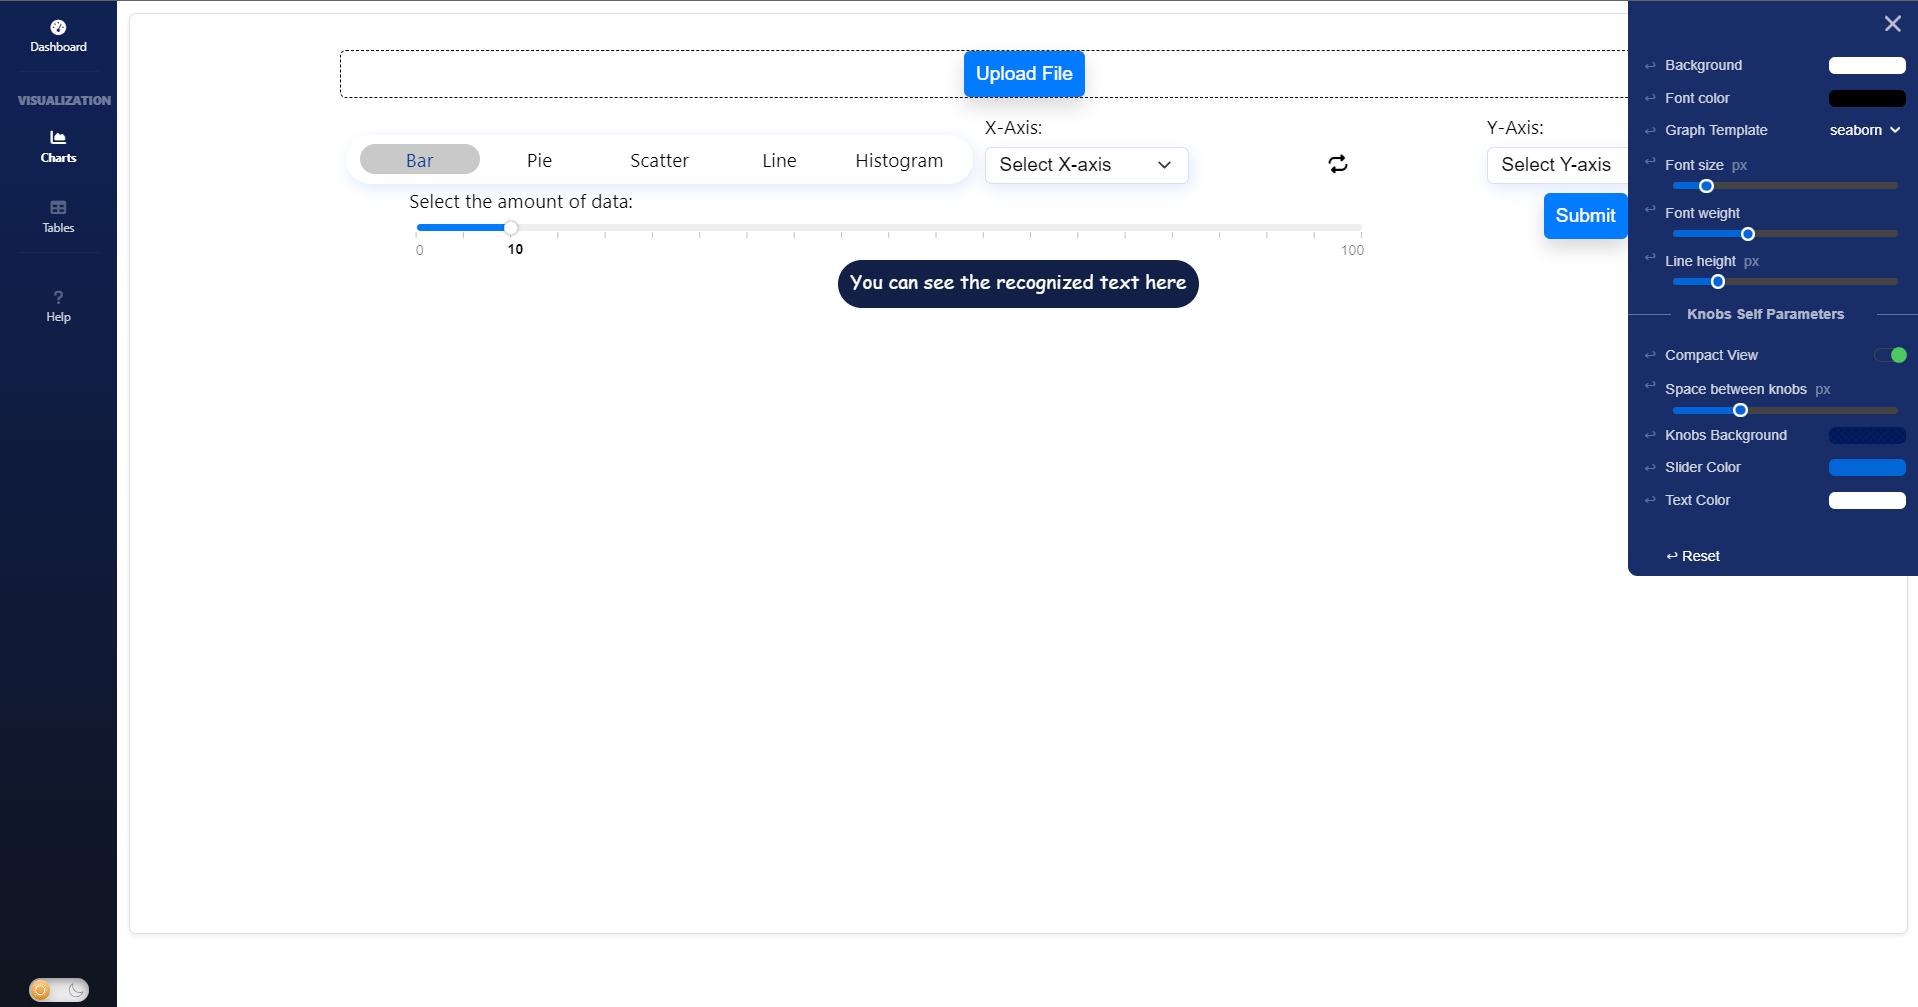 Dashboard
VISUALIZATION
Charts
Tables
?
Help
Upload File
Bar Pie Scatter Line Histogram
X-Axis:
Select X-axis
Y-Axis:
Select Y-axis
Select the amount of data:
0 10 100
Submit
You can see the recognized text here
Background
Font color
Graph Template seaborn
Font size px
Font weight
Line height px
Knobs Self Parameters
Compact View
Space between knobs px
Knobs Background
Slider Color
Text Color
↩ Reset